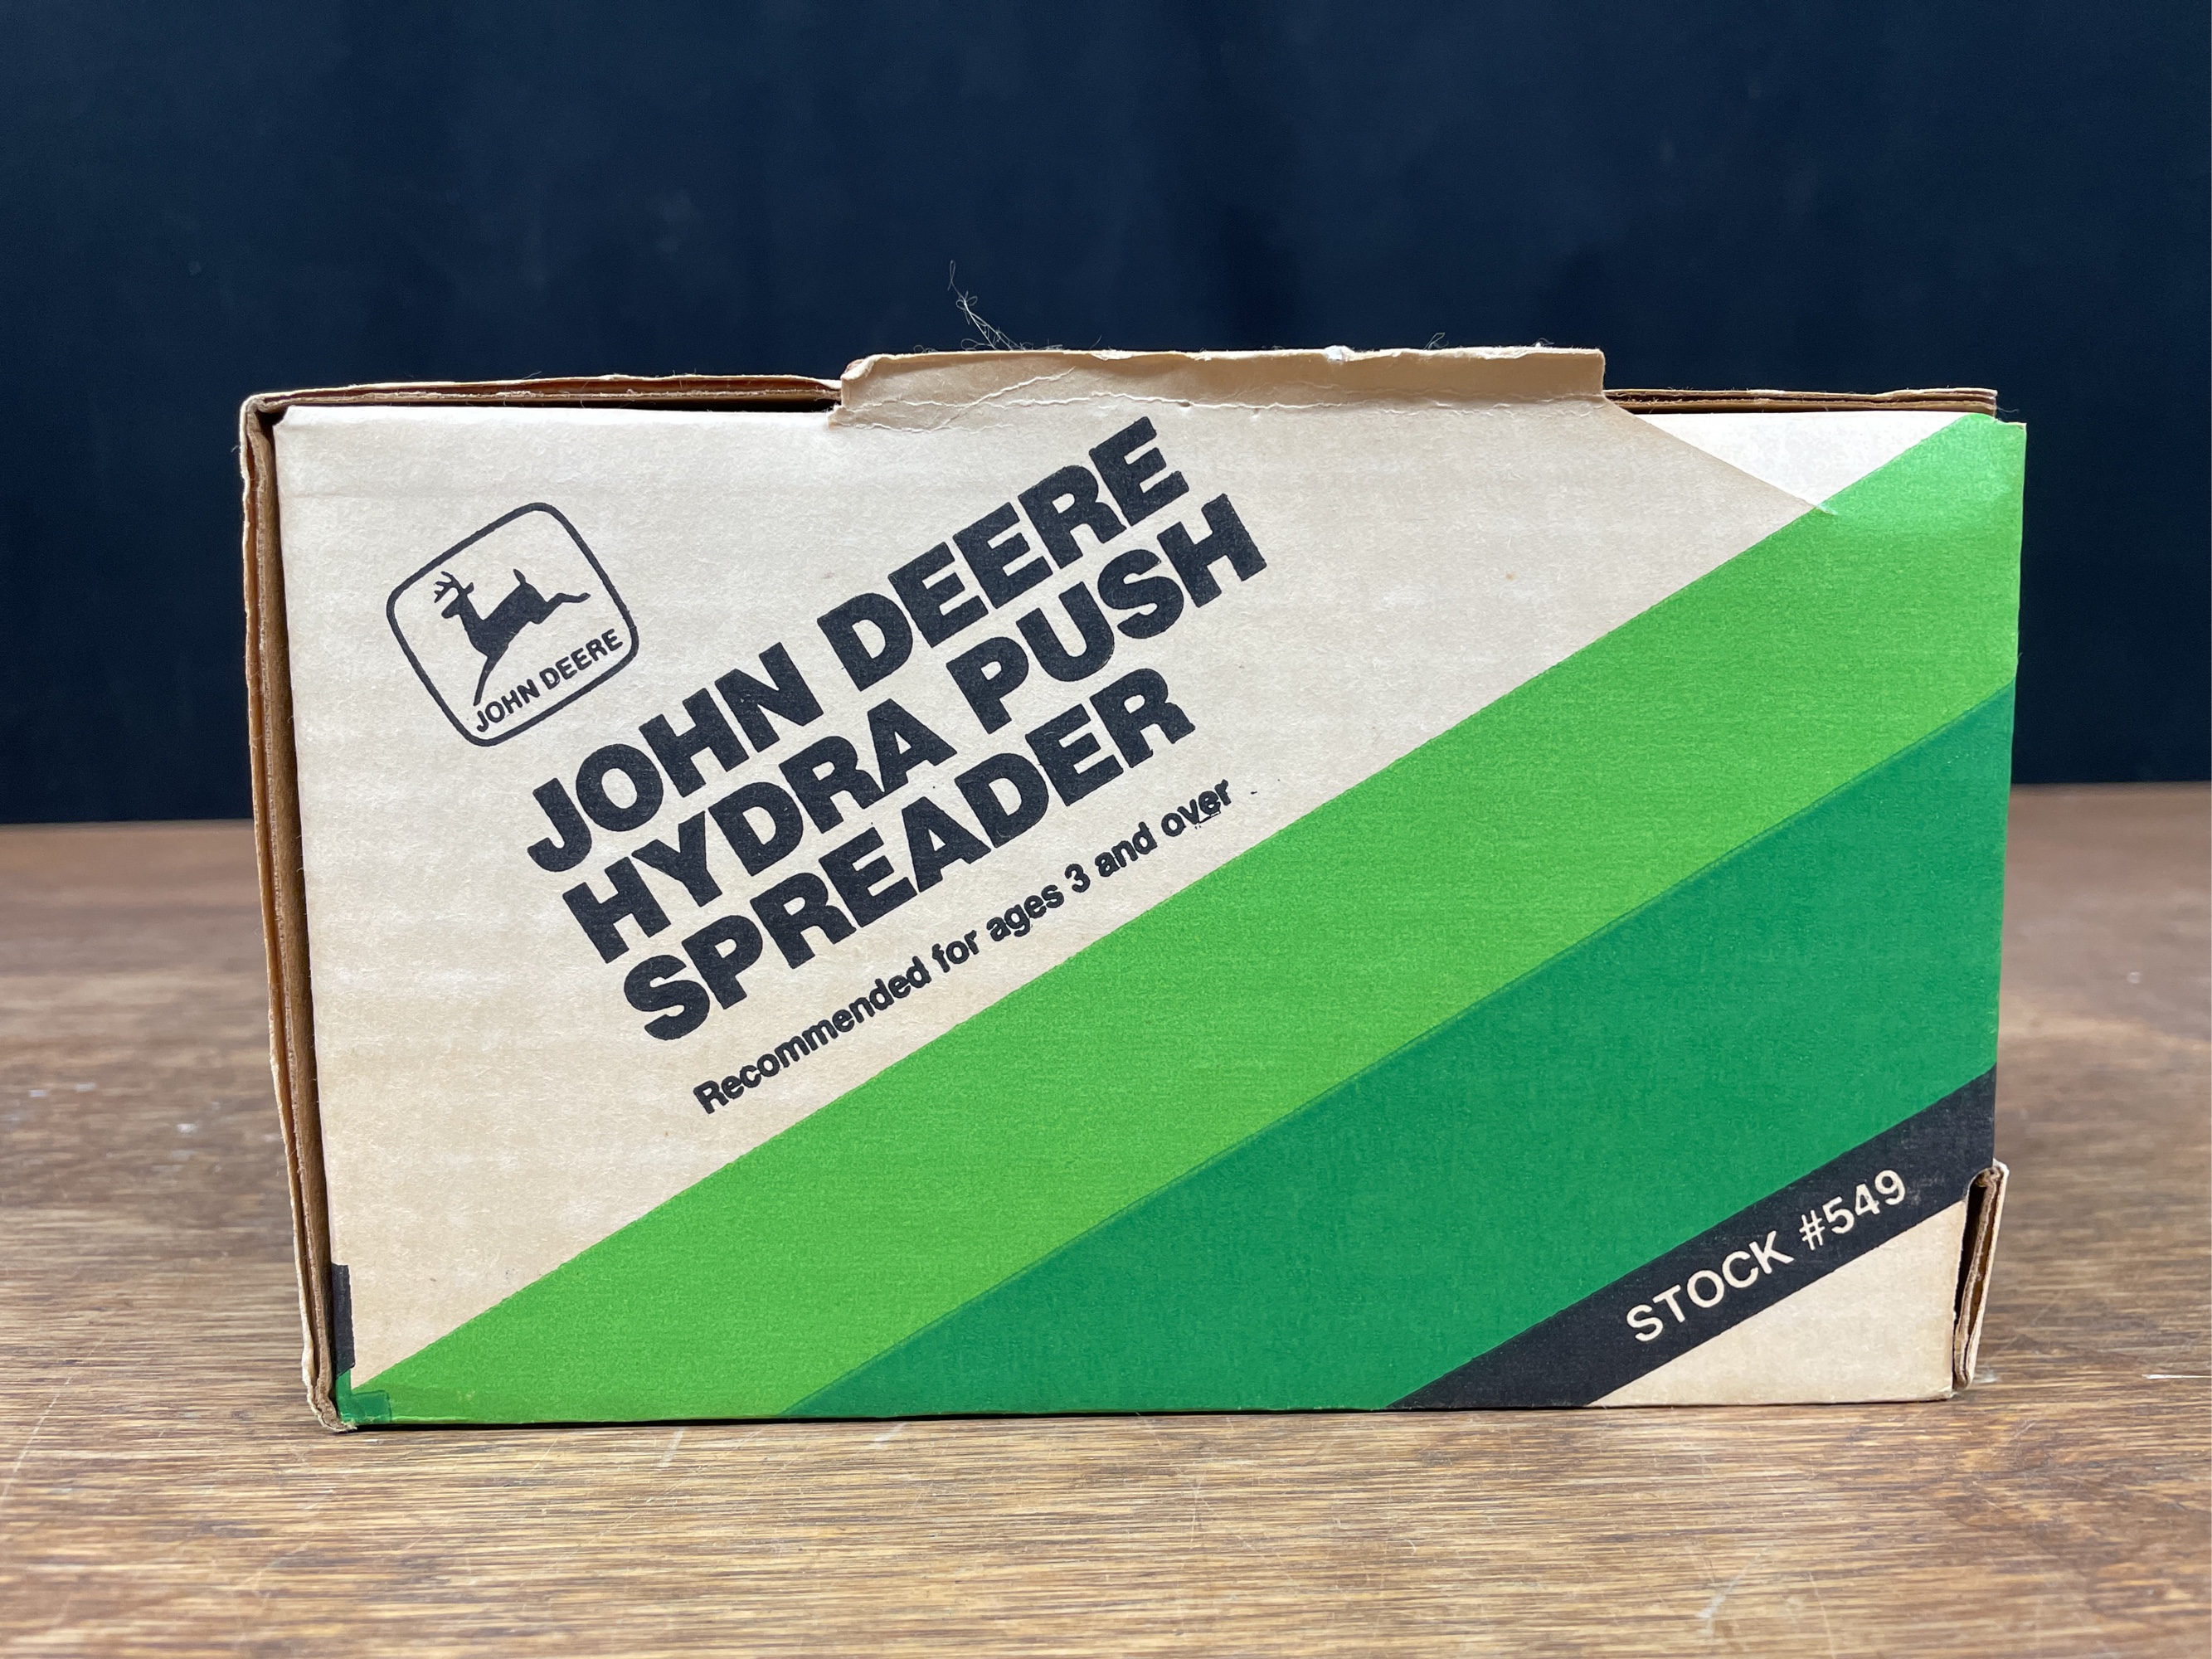 JOHN DEERE
JOHN DEERE
HYDRA PUSH
SPREADER
Recommended for ages 3 and over
STOCK #549